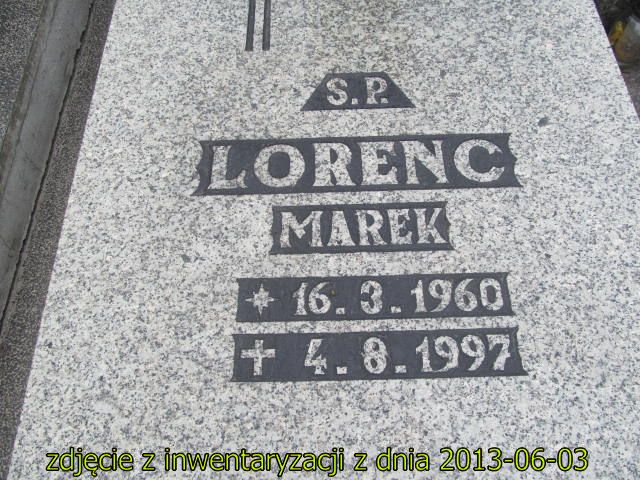 S.P.
LORENC
MAREK
* 16.3.1960
✝ 4.8.1997
zdjęcie z inwentaryzacji z dnia 2013-06-03